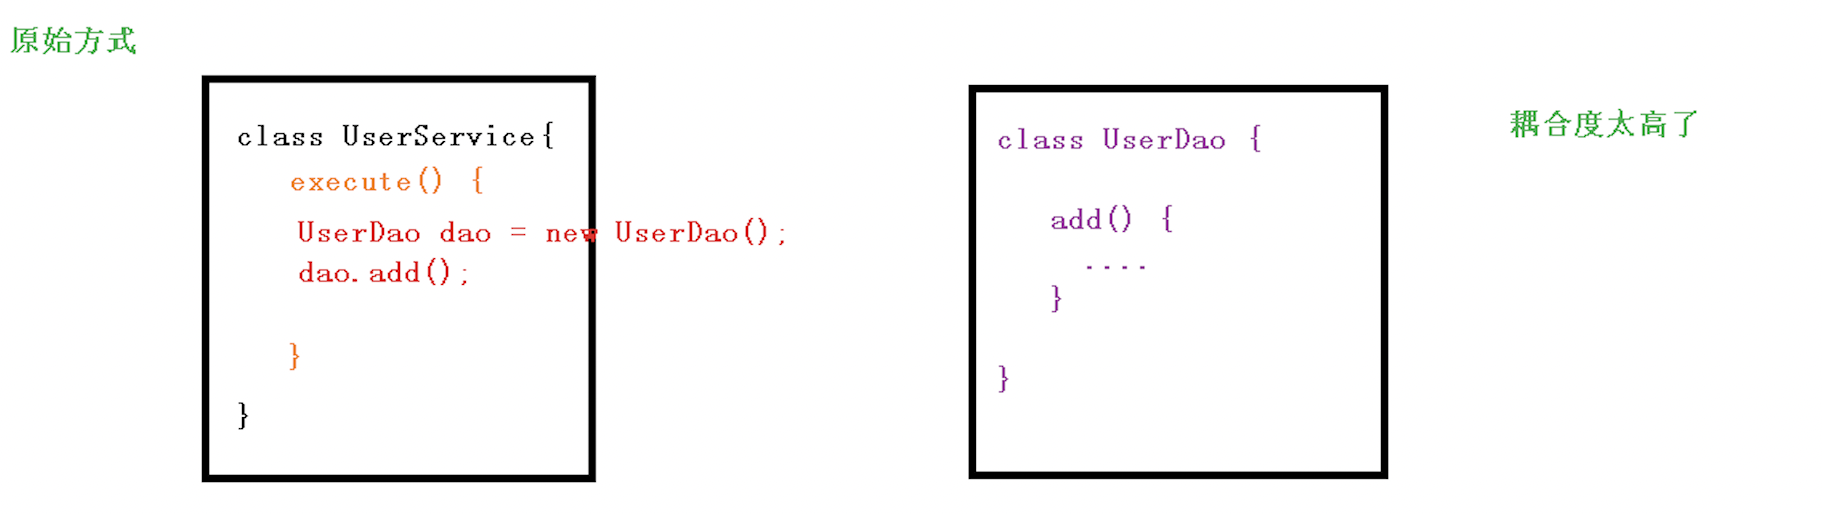 原始方式
class UserService{
execute() {
UserDao dao = new UserDao();
dao.add();
}
}
class UserDao {
add() {
....
}
}
耦合度太高了